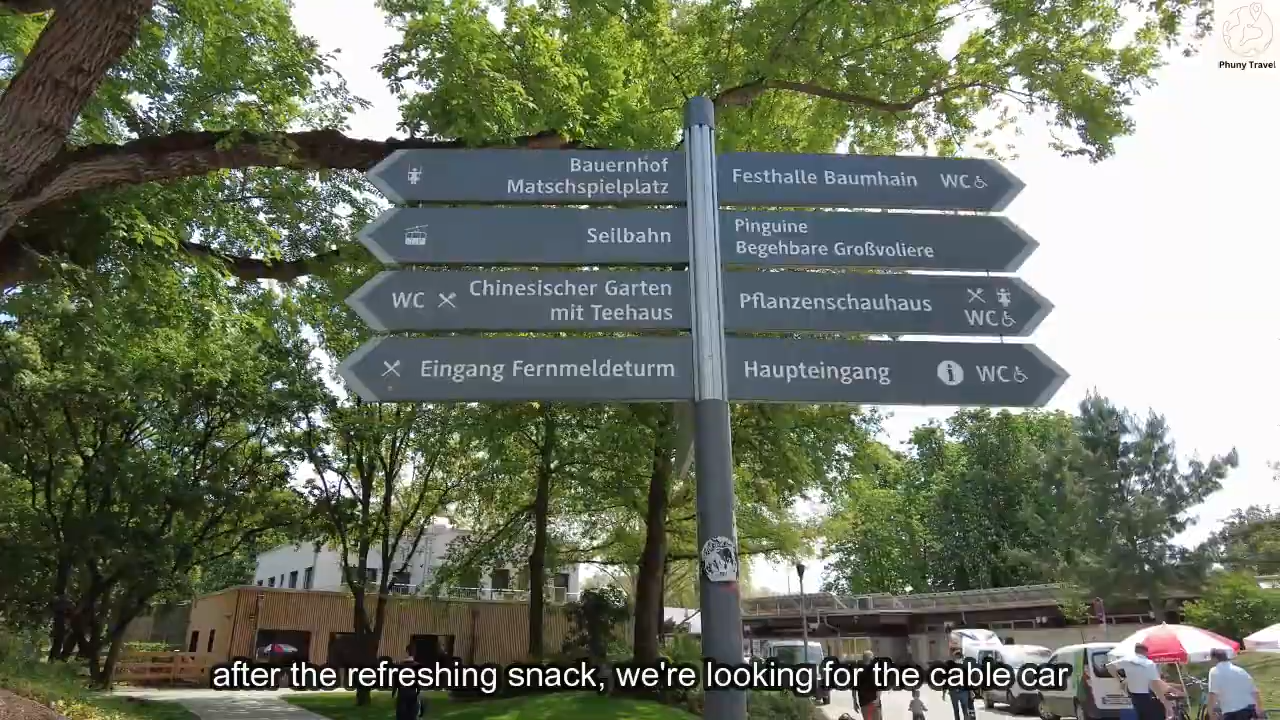 Phuny Travel
Bauernhof
Matschspielplatz
Seilbahn
WC
Chinesischer Garten
mit Teehaus
Eingang Fernmeldeturm
Festhalle Baumhain WC
Pinguine
Begehbare Großvoliere
Pflanzenschauhaus
WC
Haupteingang i WC
after the refreshing snack, we're looking for the cable car